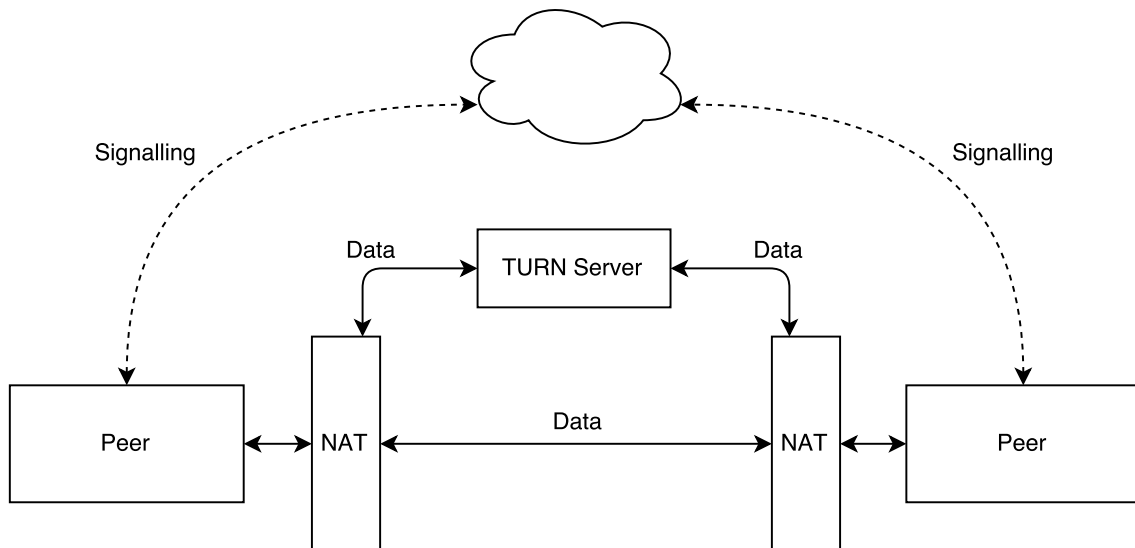 Signalling
Signalling
Data
TURN Server
Data
Peer
NAT
Data
NAT
Peer